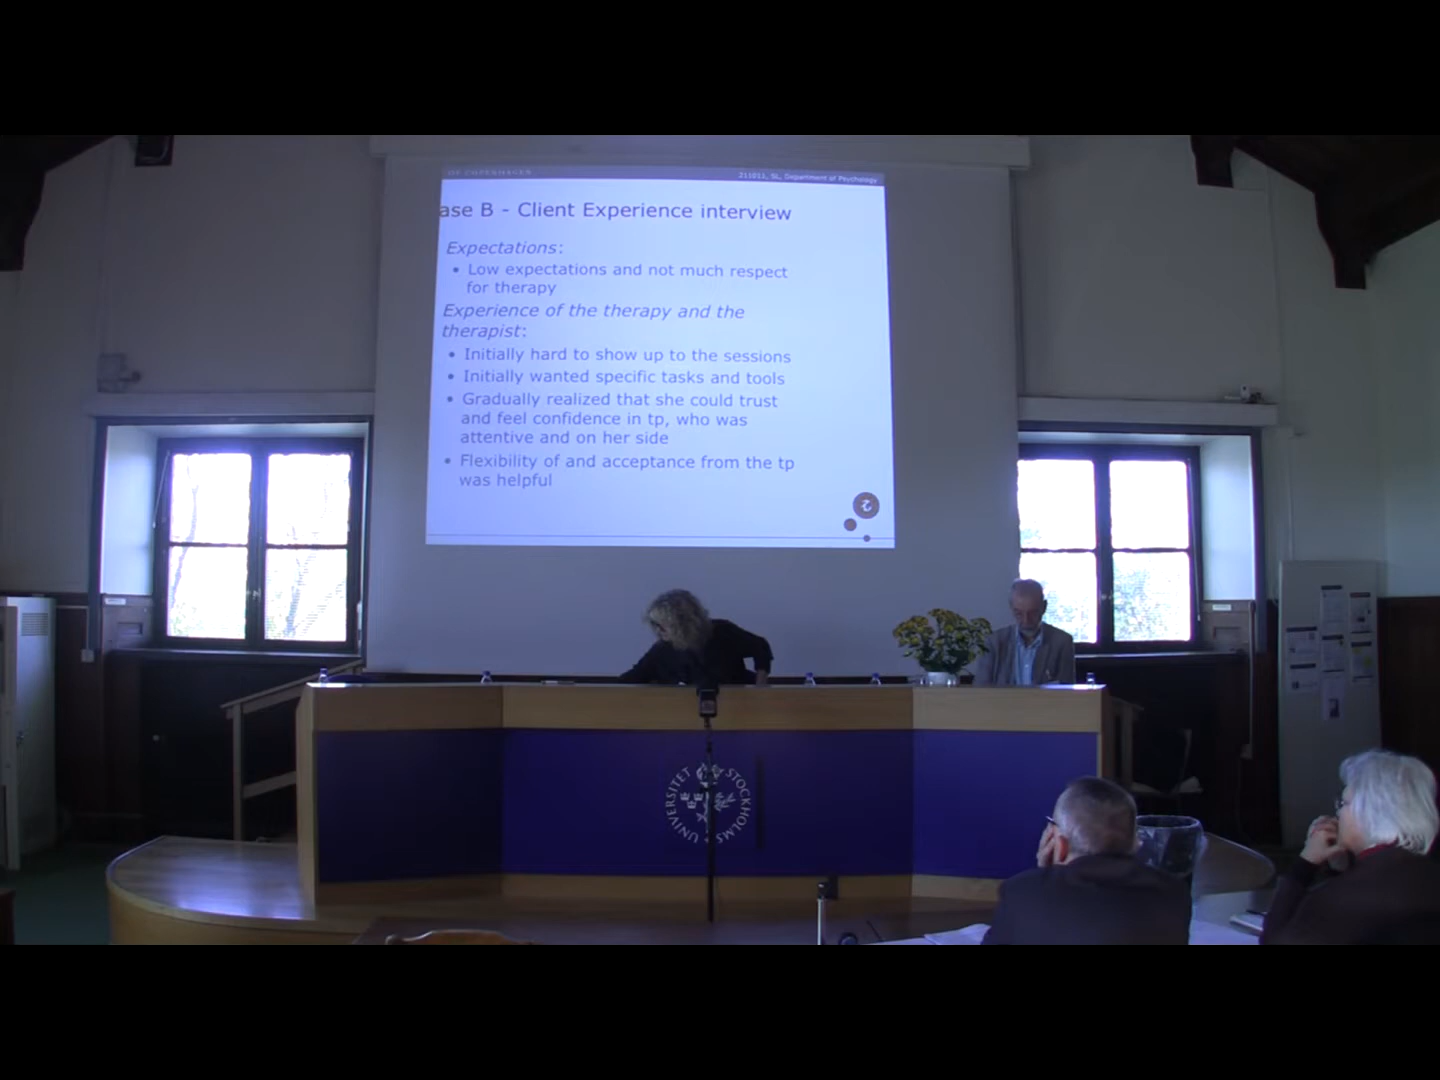 OF COPENHAGEN
211011, SL, Department of Psychology
ase B - Client Experience interview
Expectations:
• Low expectations and not much respect
for therapy
Experience of the therapy and the
therapist:
• Initially hard to show up to the sessions
• Initially wanted specific tasks and tools
• Gradually realized that she could trust
and feel confidence in tp, who was
attentive and on her side
• Flexibility of and acceptance from the tp
was helpful
STOCKHOLMS
UNIVERSITET